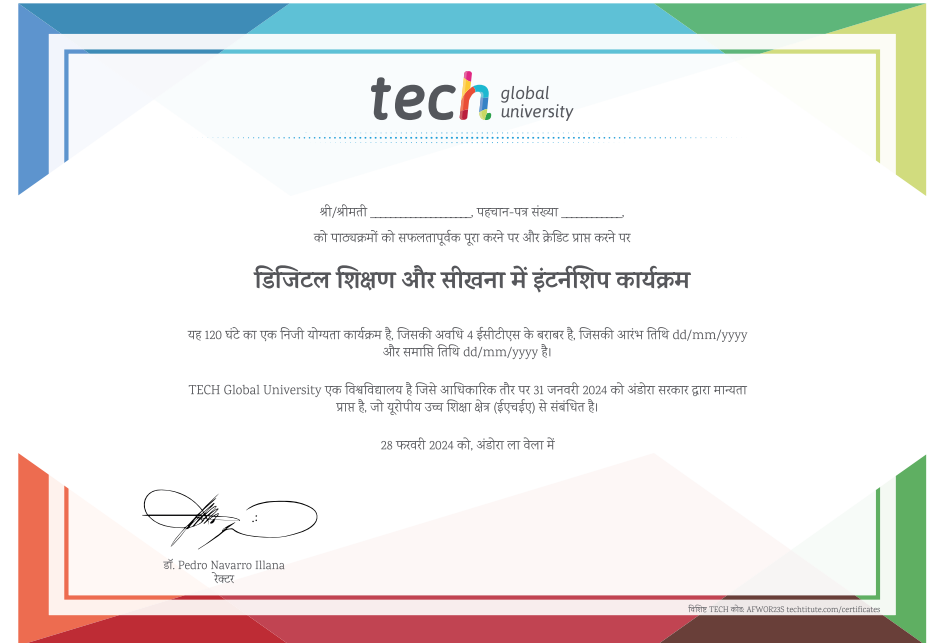 tech global
university
श्री/श्रीमती ____________________, पहचान-पत्र संख्या ____________,
को पाठ्यक्रमों को सफलतापूर्वक पूरा करने पर और क्रेडिट प्राप्त करने पर
डिजिटल शिक्षण और सीखना में इंटर्नशिप कार्यक्रम
यह 120 घंटे का एक निजी योग्यता कार्यक्रम है, जिसकी अवधि 4 ईसीटीएस के बराबर है, जिसकी आरंभ तिथि dd/mm/yyyy
और समाप्ति तिथि dd/mm/yyyy है।
TECH Global University एक विश्वविद्यालय है जिसे आधिकारिक तौर पर 31 जनवरी 2024 को अंडोरा सरकार द्वारा मान्यता
प्राप्त है, जो यूरोपीय उच्च शिक्षा क्षेत्र (ईएचईए) से संबंधित है।
28 फरवरी 2024 को, अंडोरा ला वेला में
डॉ. Pedro Navarro Illana
रेक्टर
विशिष्ट TECH कोड: AFWOR23S techtitute.com/certificates